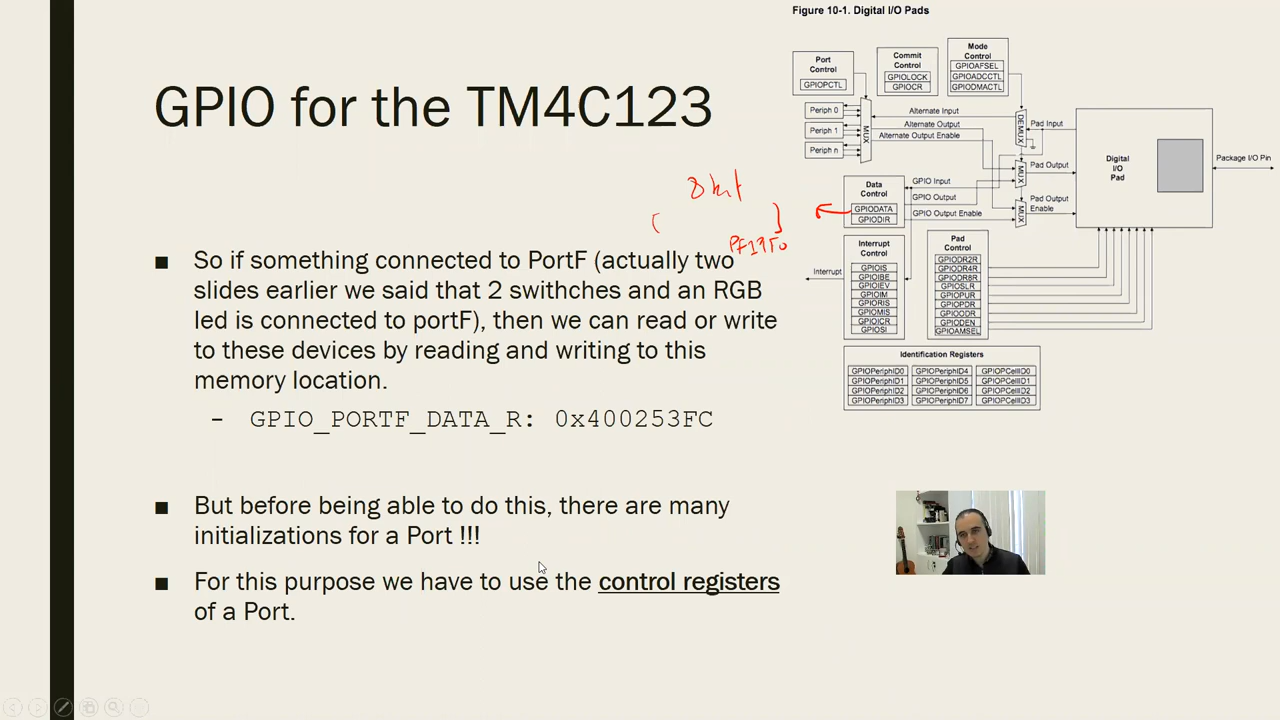 Figure 10-1. Digital I/O Pads
GPIO for the TM4C123
8 bit
PF1 PF0
So if something connected to PortF (actually two
slides earlier we said that 2 swithches and an RGB
led is connected to portF), then we can read or write
to these devices by reading and writing to this
memory location.
- GPIO_PORTF_DATA_R: 0x400253FC
But before being able to do this, there are many
initializations for a Port !!!
For this purpose we have to use the control registers
of a Port.
Port
Control
GPIOPCTL
Commit
Control
GPIOLOCK
GPIOCR
Mode
Control
GPIOAFSEL
GPIOADCCTL
GPIODMACTL
Periph 0
Periph 1
Periph n
MUX
Alternate Input
Alternate Output
Alternate Output Enable
DEMUX
Pad Input
MUX
Pad Output
MUX
Pad Output
Enable
Digital
I/O
Pad
Package I/O Pin
Data
Control
GPIODATA
GPIODIR
GPIO Input
GPIO Output
GPIO Output Enable
Interrupt
Control
GPIOIS
GPIOIBE
GPIOIEV
GPIOIM
GPIORIS
GPIOMIS
GPIOICR
GPIOSI
Interrupt
Pad
Control
GPIODR2R
GPIODR4R
GPIODR8R
GPIOSLR
GPIOPUR
GPIOPDR
GPIOODR
GPIODEN
GPIOAMSEL
Identification Registers
GPIOPeriphID0 GPIOPeriphID4 GPIOPCellID0
GPIOPeriphID1 GPIOPeriphID5 GPIOPCellID1
GPIOPeriphID2 GPIOPeriphID6 GPIOPCellID2
GPIOPeriphID3 GPIOPeriphID7 GPIOPCellID3